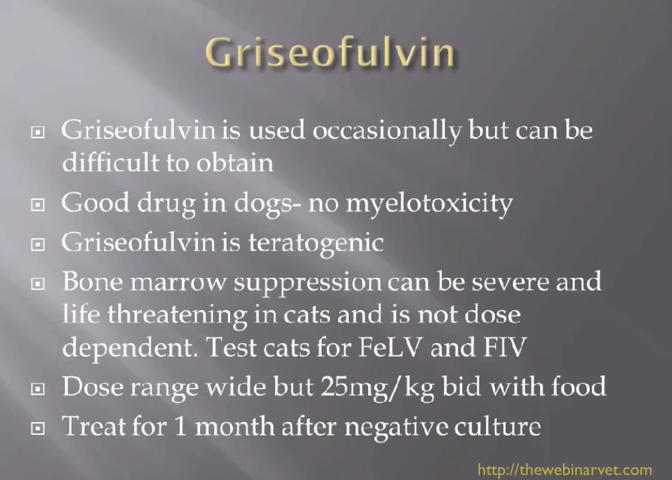 Griseofulvin
Griseofulvin is used occasionally but can be
difficult to obtain
Good drug in dogs- no myelotoxicity
Griseofulvin is teratogenic
Bone marrow suppression can be severe and
life threatening in cats and is not dose
dependent. Test cats for FeLV and FIV
Dose range wide but 25mg/kg bid with food
Treat for 1 month after negative culture
http://thewebinarvet.com